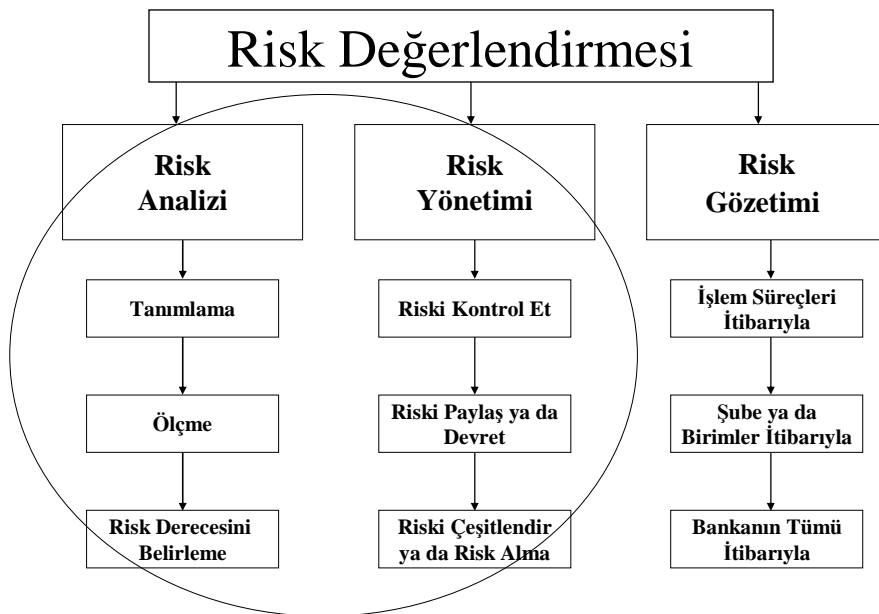 Risk Değerlendirmesi
Risk
Analizi
Risk
Yönetimi
Risk
Gözetimi
Tanımlama
Riski Kontrol Et
İşlem Süreçleri
İtibarıyla
Ölçme
Riski Paylaş ya da
Devret
Şube ya da
Birimler İtibarıyla
Risk Derecesini
Belirleme
Riski Çeşitlendir
ya da Risk Alma
Bankanın Tümü
İtibarıyla